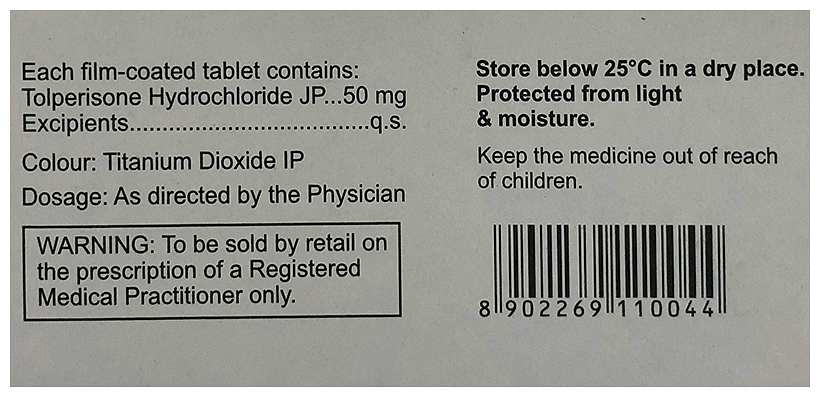 Each film-coated tablet contains:
Tolperisone Hydrochloride JP...50 mg
Excipients.....................................q.s.
Colour: Titanium Dioxide IP
Dosage: As directed by the Physician
WARNING: To be sold by retail on
the prescription of a Registered
Medical Practitioner only.
Store below 25°C in a dry place.
Protected from light
& moisture.
Keep the medicine out of reach
of children.
8 902269 110044